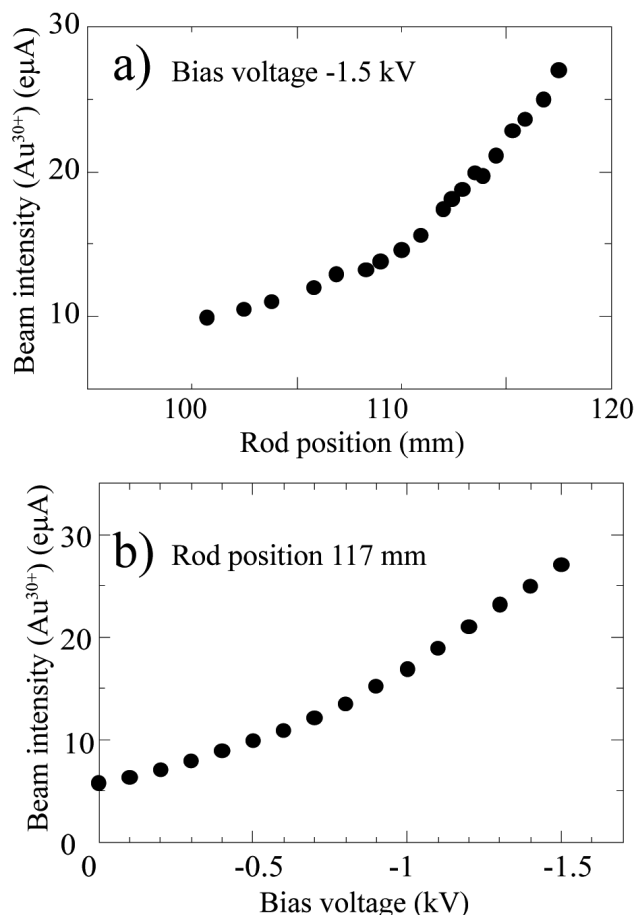 30
a) Bias voltage -1.5 kV
20
10
Beam intensity (Au³⁰⁺) (eμA)
100 110 120
Rod position (mm)
30
b) Rod position 117 mm
20
10
0
Beam intensity (Au³⁰⁺) (eμA)
0 -0.5 -1 -1.5
Bias voltage (kV)